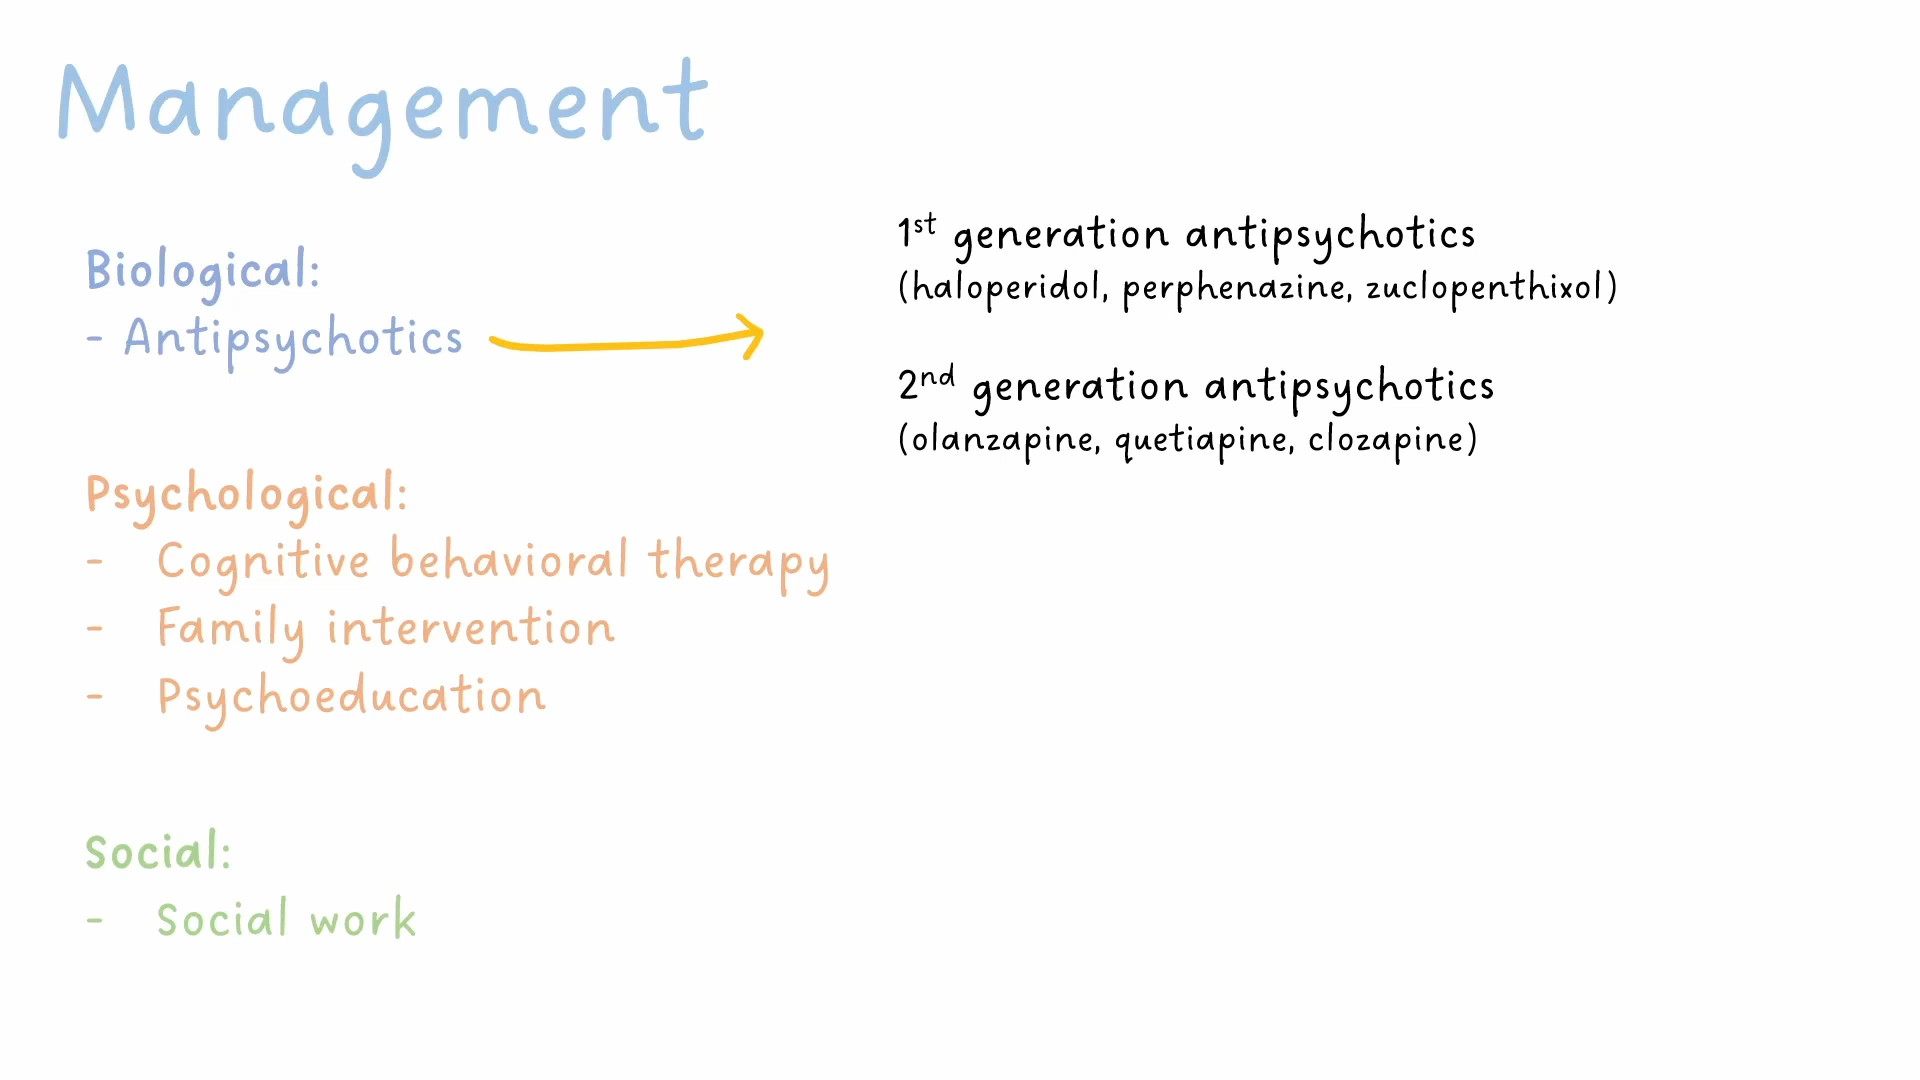 Management
Biological:
- Antipsychotics
1st generation antipsychotics
(haloperidol, perphenazine, zuclopenthixol)
2nd generation antipsychotics
(olanzapine, quetiapine, clozapine)
Psychological:
- Cognitive behavioral therapy
- Family intervention
- Psychoeducation
Social:
- Social work